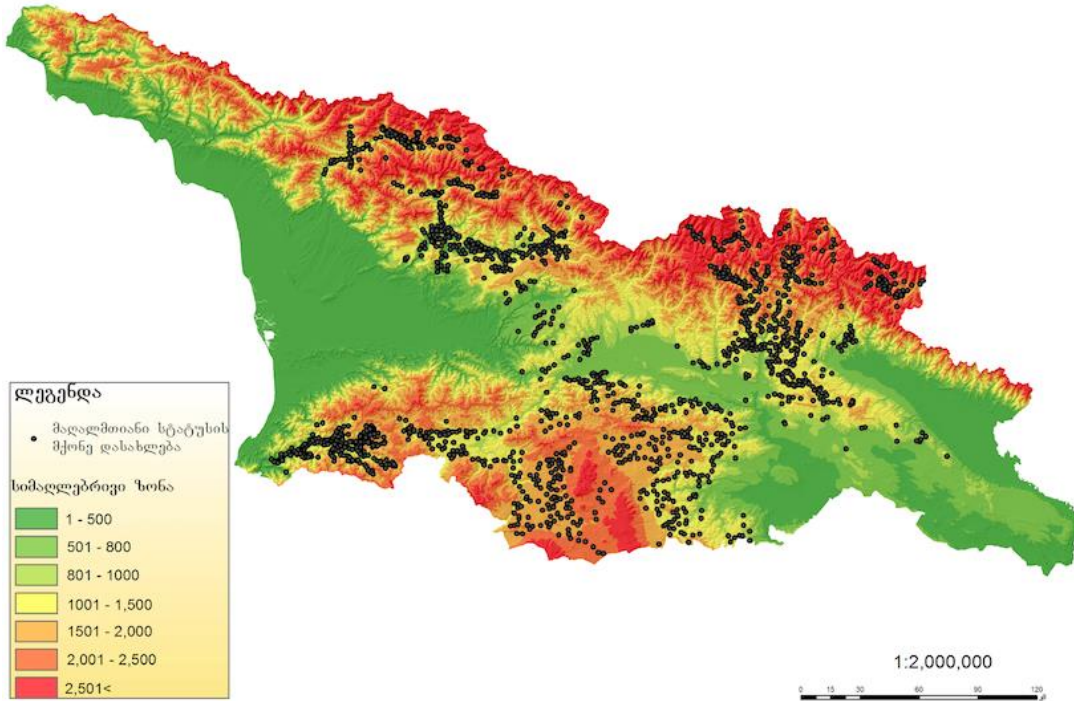 ლეგენდა
მაღალმთიანი სტატუსის
მქონე დასახლება
სიმაღლებრივი ზონა
1 - 500
501 - 800
801 - 1000
1001 - 1,500
1501 - 2,000
2,001 - 2,500
2,501<
1:2,000,000
0 15 30 60 90 120
კმ